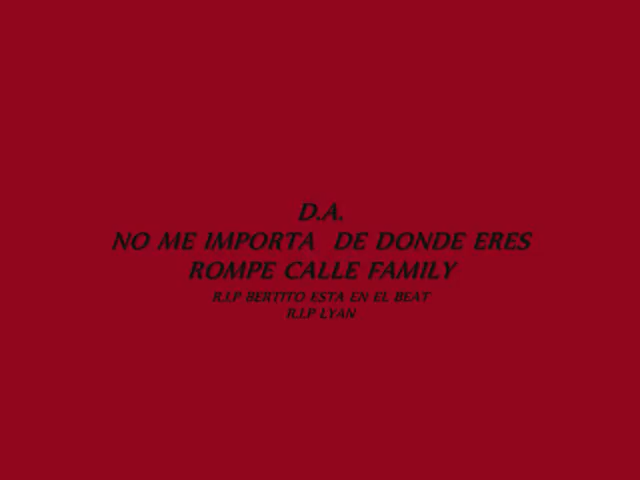 D.A.
NO ME IMPORTA DE DONDE ERES
ROMPE CALLE FAMILY
R.I.P BERTITO ESTA EN EL BEAT
R.I.P LYAN